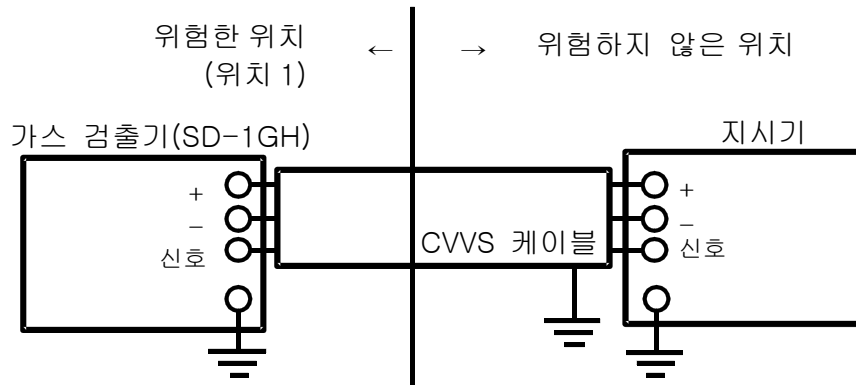 위험한 위치
(위치 1)
← → 위험하지 않은 위치
가스 검출기(SD-1GH)
지시기
+
−
신호
CVVS 케이블
+
−
신호